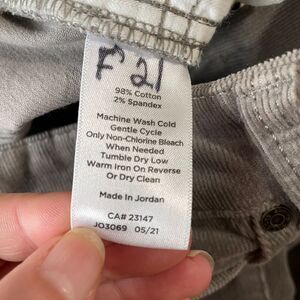 F 21
98% Cotton
2% Spandex
Machine Wash Cold
Gentle Cycle
Only Non-Chlorine Bleach
When Needed
Tumble Dry Low
Warm Iron On Reverse
Or Dry Clean
Made in Jordan
CA# 23147
JO3069 05/21